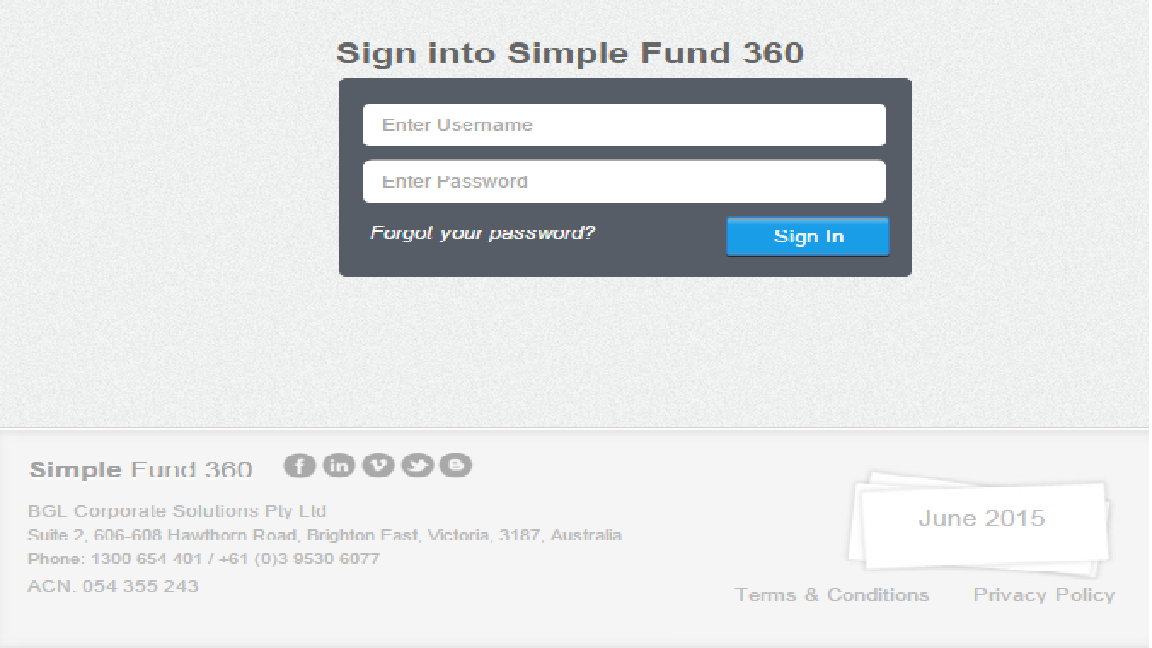 Sign into Simple Fund 360
Enter Username
Enter Password
Forgot your password?
Sign In
Simple Fund 360
BGL Corporate Solutions Pty Ltd
Suite 2, 606-608 Hawthorn Road, Brighton East, Victoria, 3187, Australia
Phone: 1300 654 401 / +61 (0)3 9530 6077
ACN. 054 355 243
June 2015
Terms & Conditions
Privacy Policy